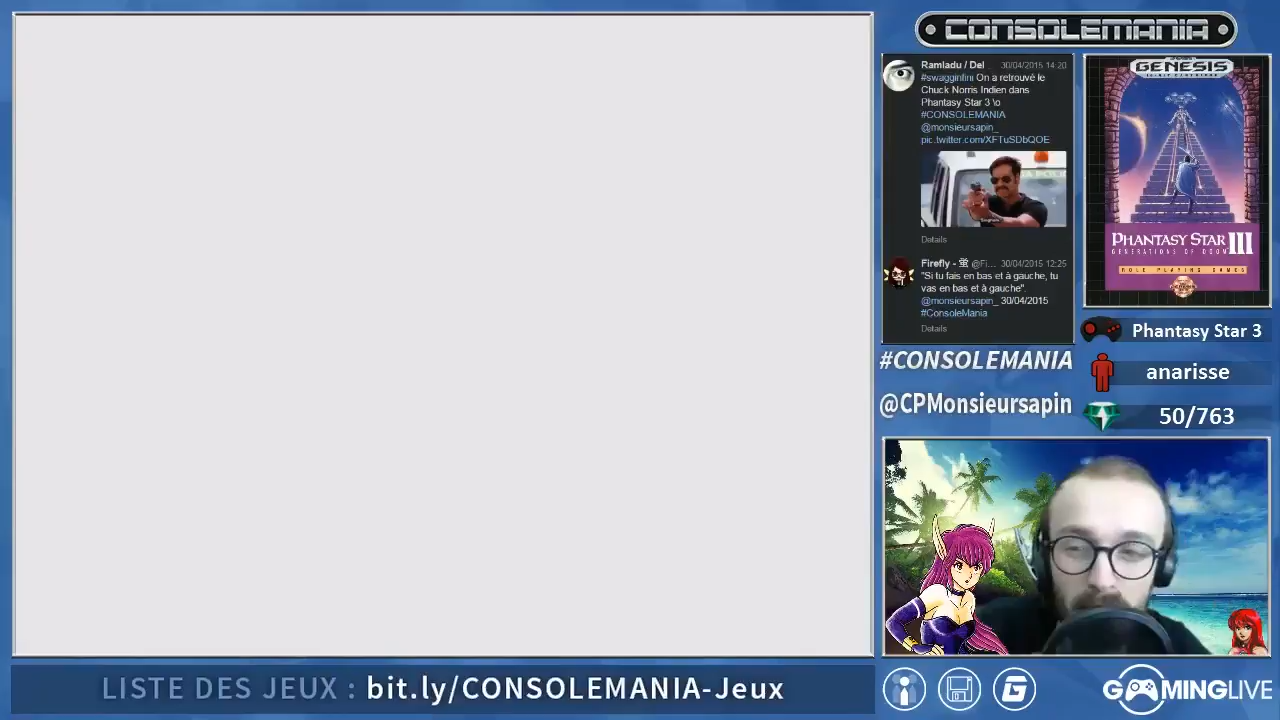 CONSOLEMANIA
Ramladu / Del 30/04/2015 14:20
#swagginfini On a retrouvé le
Chuck Norris Indien dans
Phantasy Star 3 \o
#CONSOLEMANIA
@monsieursapin_
pic.twitter.com/XFTuSDbQOE
Details
Firefly - 蛍 @Fi... 30/04/2015 12:25
"Si tu fais en bas et à gauche, tu
vas en bas et à gauche".
@monsieursapin_ 30/04/2015
#ConsoleMania
Details
GENESIS
PHANTASY STAR III
GENERATIONS OF DOOM
ROLE PLAYING GAMES
#CONSOLEMANIA
@CPMonsieursapin
Phantasy Star 3
anarisse
50/763
LISTE DES JEUX : bit.ly/CONSOLEMANIA-Jeux
G
GAMINGLIVE